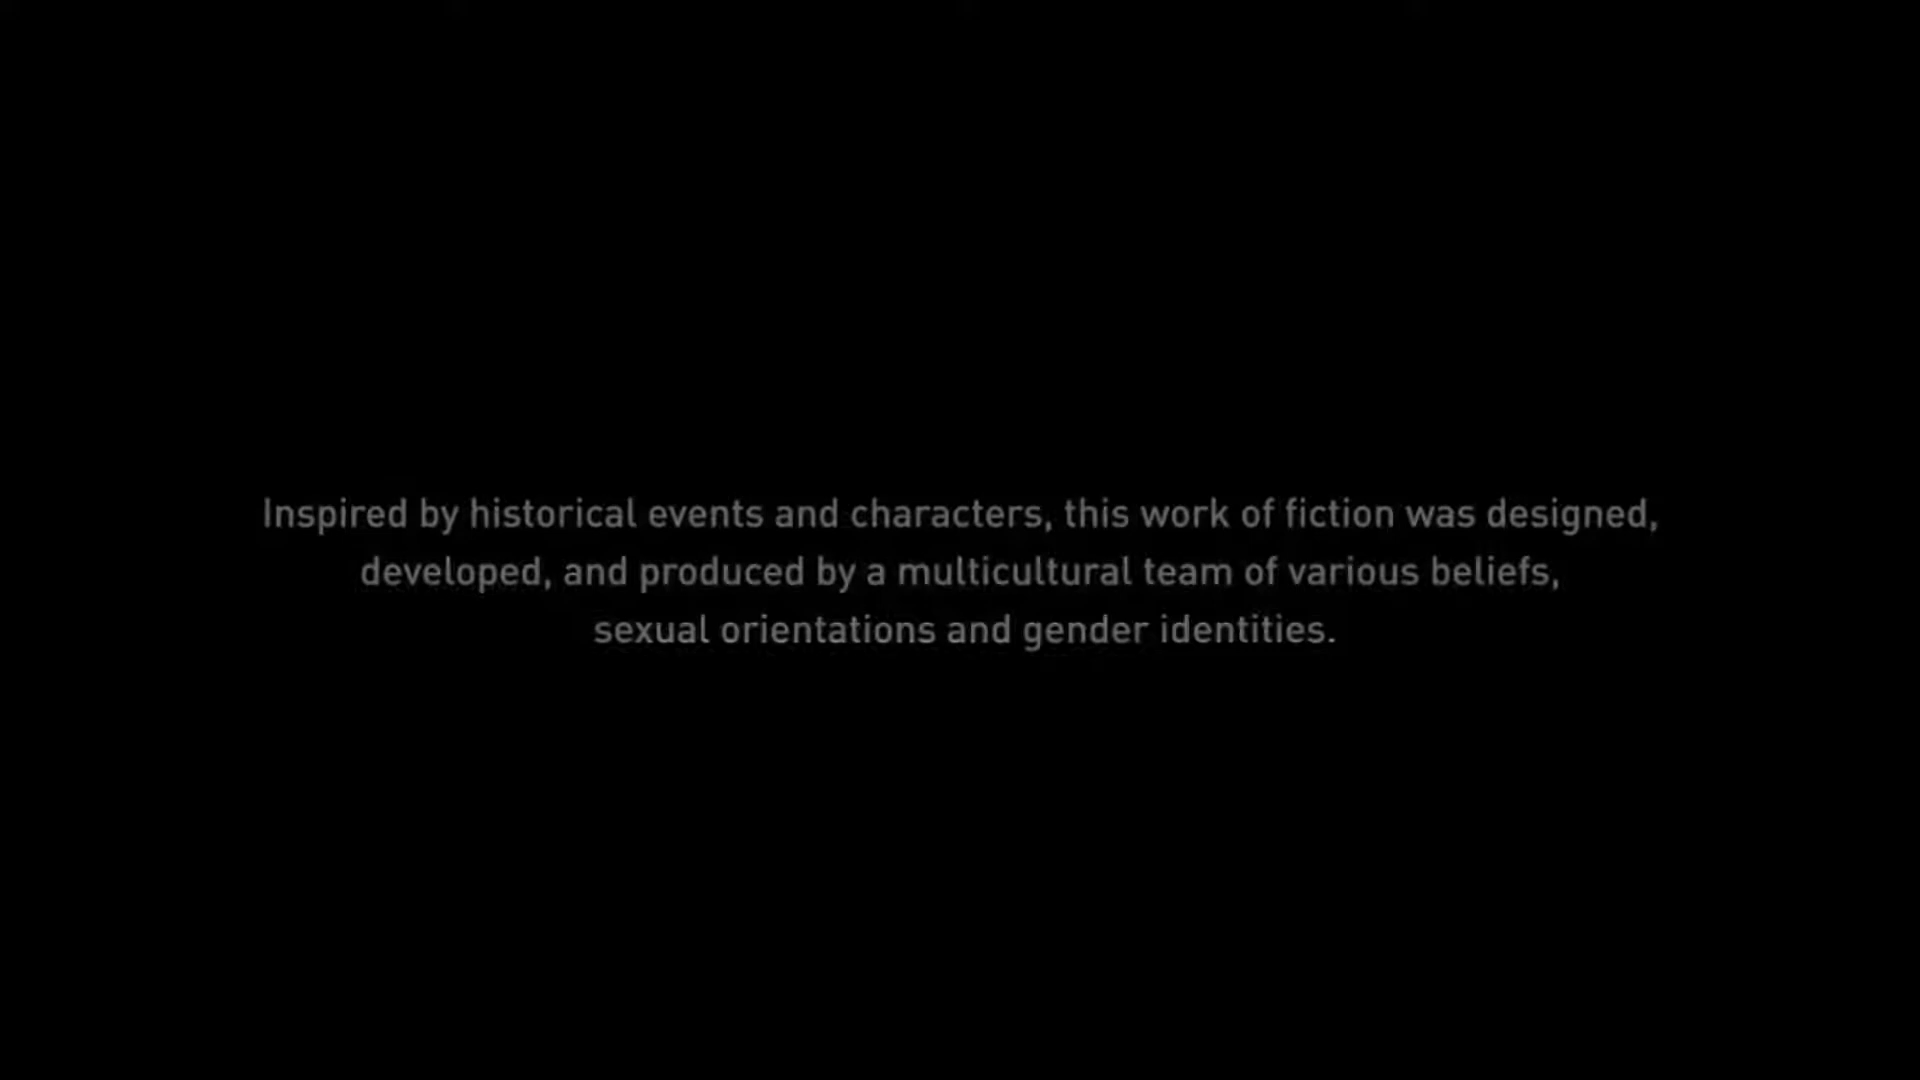 Inspired by historical events and characters, this work of fiction was designed,
developed, and produced by a multicultural team of various beliefs,
sexual orientations and gender identities.